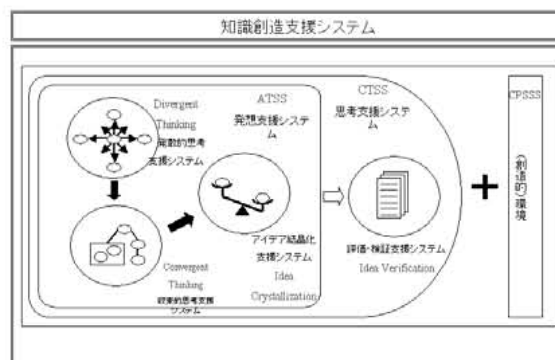 知識創造支援システム
Divergent
Thinking
発散的思考
支援システム
ATSS
発想支援システ
ム
CTSS
思考支援システ
ム
CPSSS
(創造的)環境
+
アイデア結晶化
支援システム
Idea
Crystallization
評価・検証支援システム
Idea Verification
Convergent
Thinking
収束的思考支援
システム